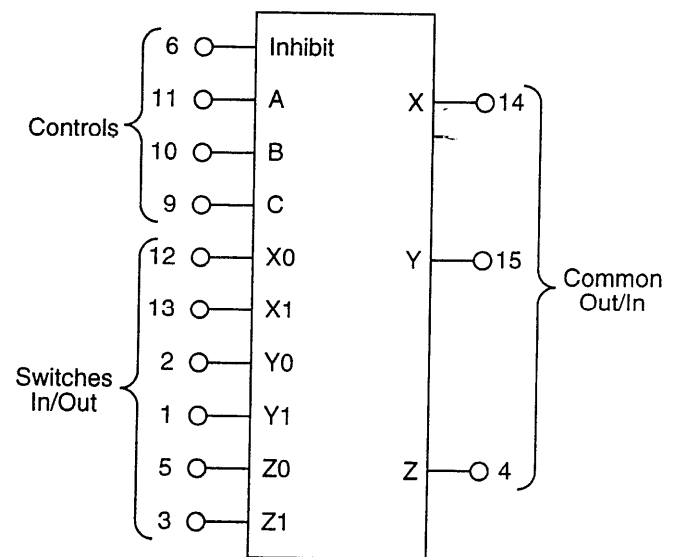 6 Inhibit
11 A X 14
Controls
10 B
9 C
12 X0 Y 15
Common
Out/In
13 X1
2 Y0
Switches
In/Out
1 Y1
5 Z0 Z 4
3 Z1